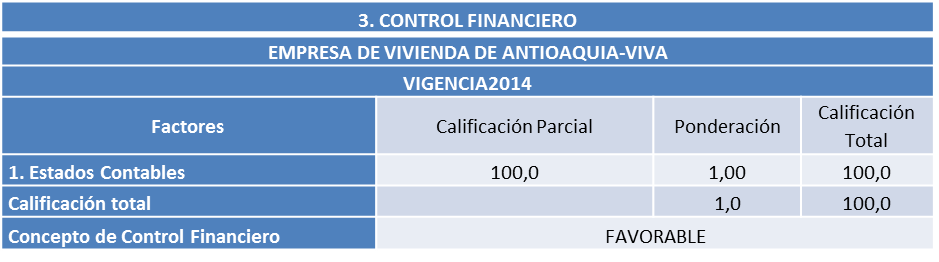 3. CONTROL FINANCIERO
EMPRESA DE VIVIENDA DE ANTIOAQUIA-VIVA
VIGENCIA2014
Factores Calificación Parcial Ponderación Calificación
Total
1. Estados Contables 100,0 1,00 100,0
Calificación total 1,0 100,0
Concepto de Control Financiero FAVORABLE